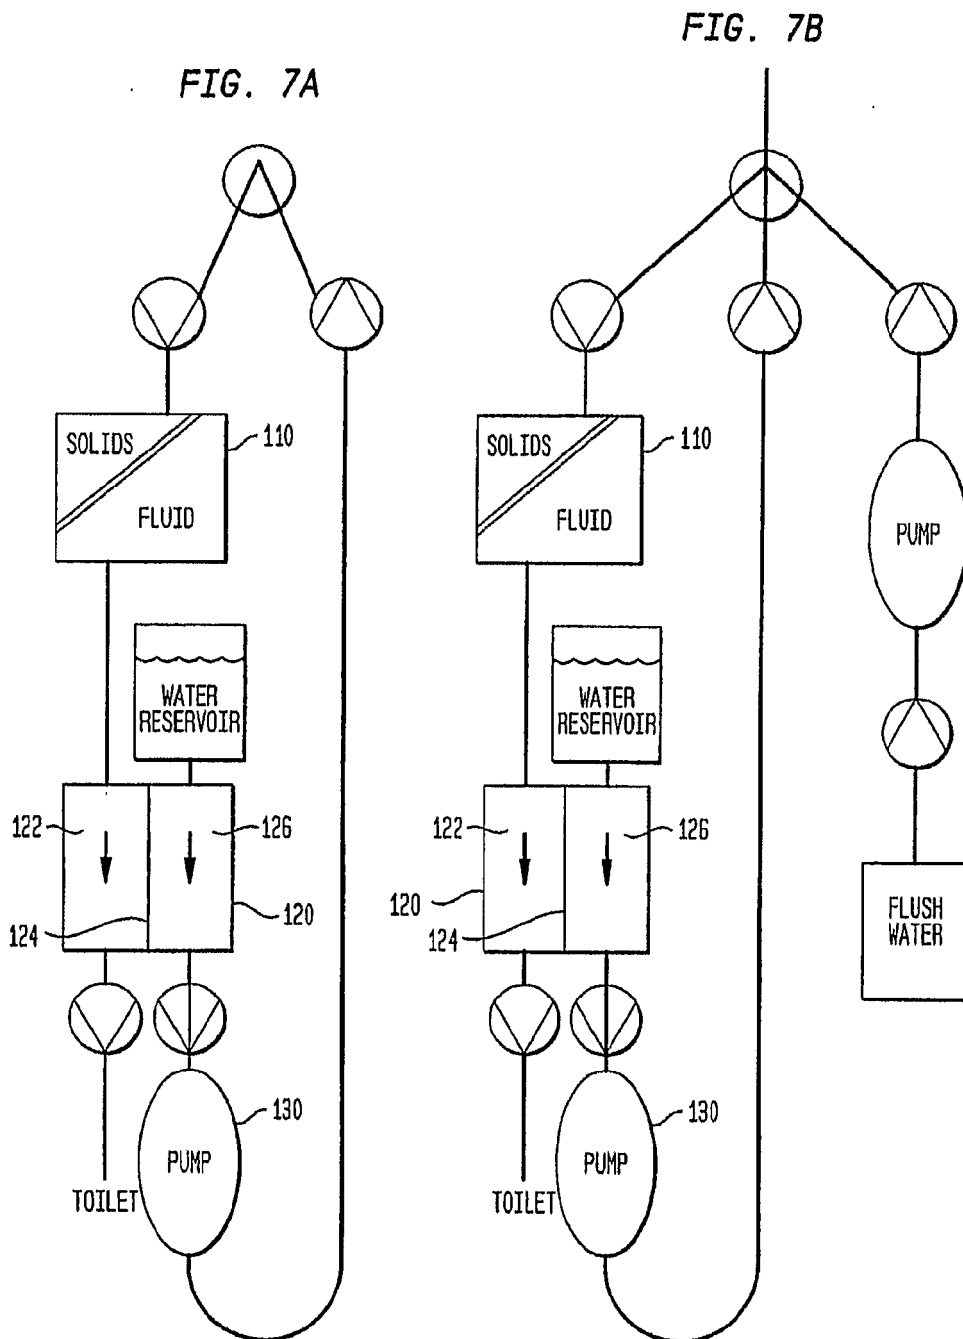 FIG. 7A
SOLIDS
FLUID
110
WATER
RESERVOIR
122
126
124
120
130
PUMP
TOILET
FIG. 7B
SOLIDS
FLUID
110
PUMP
WATER
RESERVOIR
122
126
120
124
FLUSH
WATER
130
PUMP
TOILET